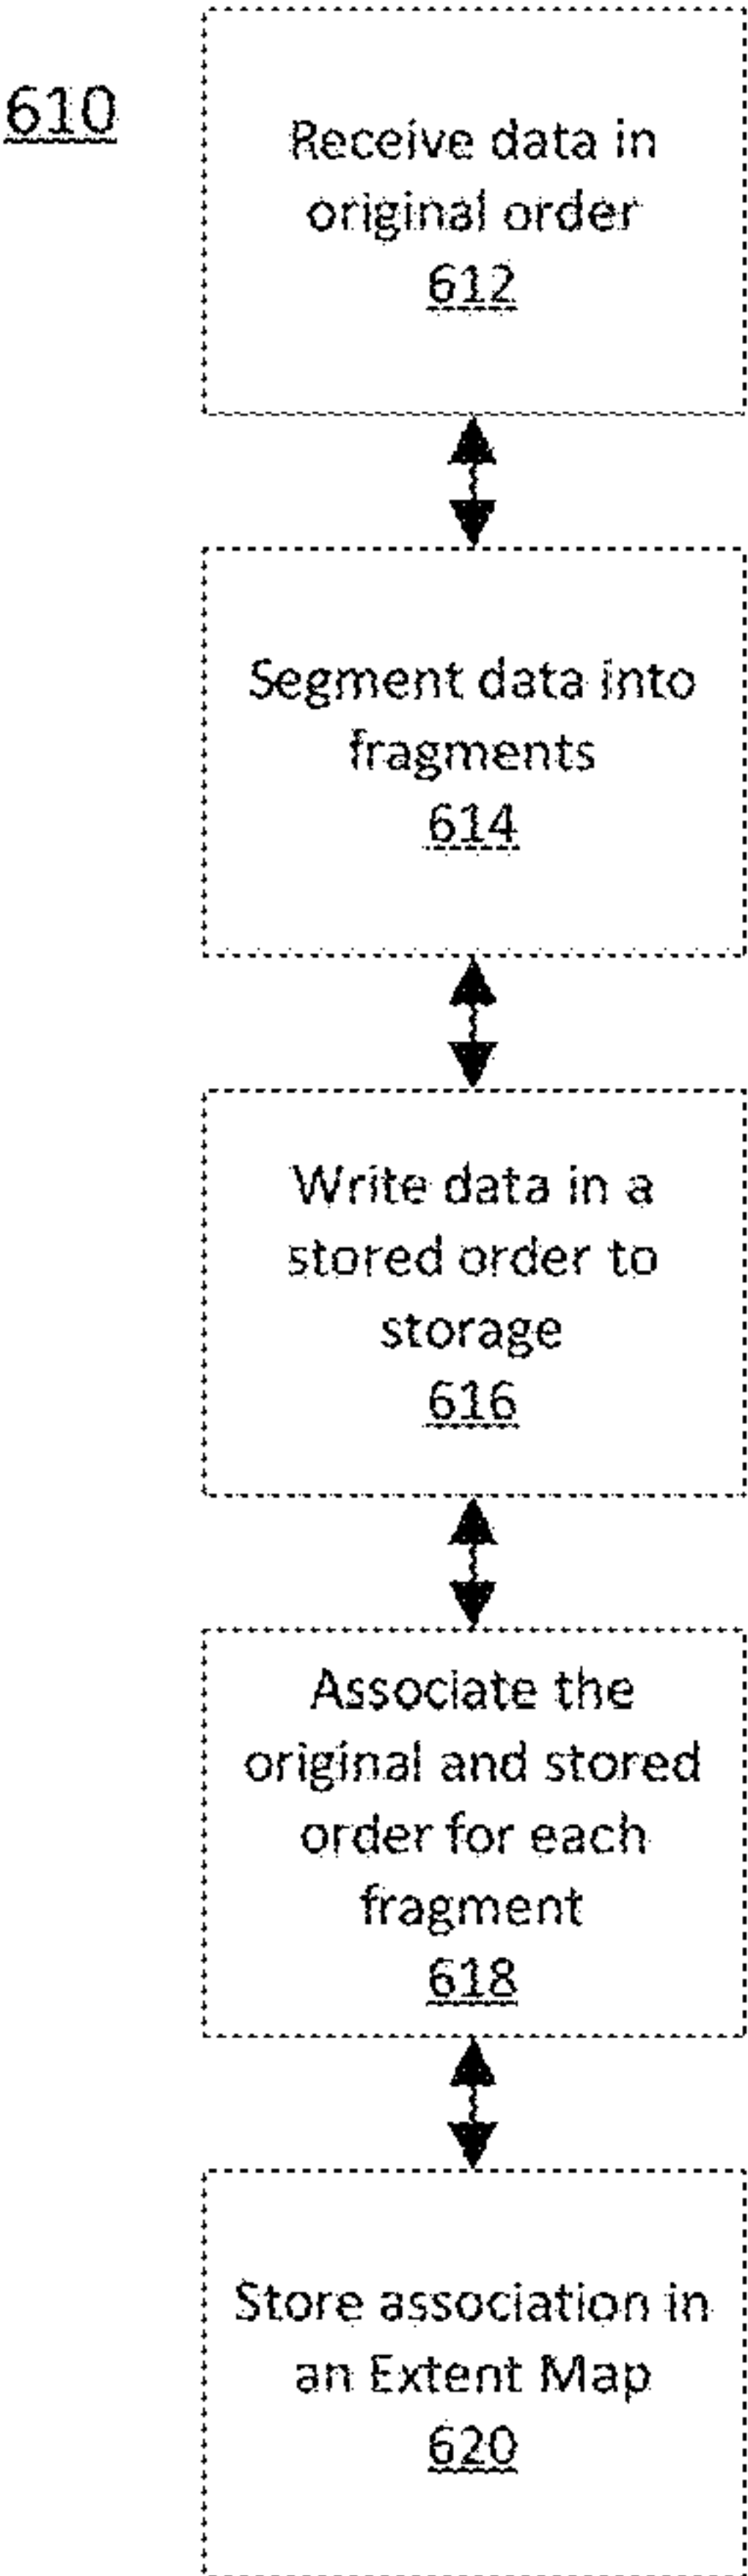 610
Receive data in
original order
612
Segment data into
fragments
614
Write data in a
stored order to
storage
616
Associate the
original and stored
order for each
fragment
618
Store association in
an Extent Map
620